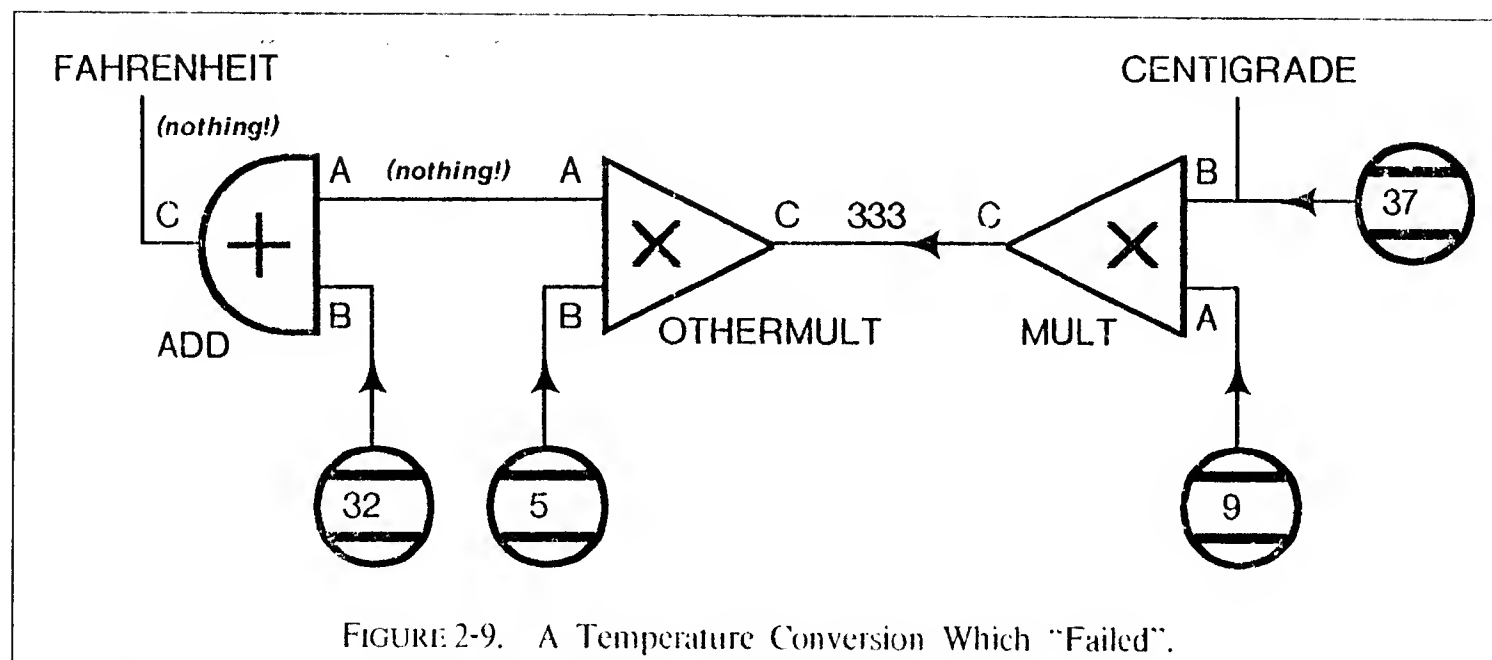 FAHRENHEIT CENTIGRADE
(nothing!)
A (nothing!) A B
C C 333 C 37
B B A
ADD OTHERMULT MULT
32 5 9
FIGURE 2-9. A Temperature Conversion Which "Failed".